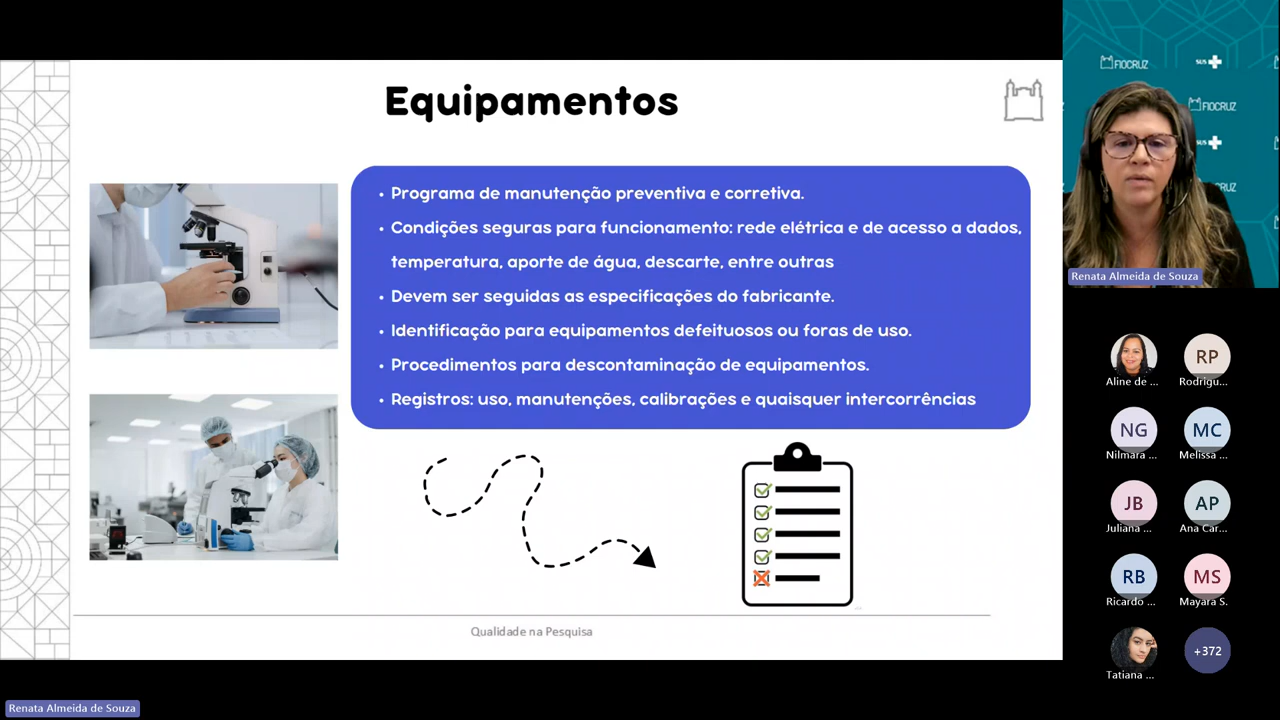 Equipamentos
• Programa de manutenção preventiva e corretiva.
• Condições seguras para funcionamento: rede elétrica e de acesso a dados,
temperatura, aporte de água, descarte, entre outras
• Devem ser seguidas as especificações do fabricante.
• Identificação para equipamentos defeituosos ou foras de uso.
• Procedimentos para descontaminação de equipamentos.
• Registros: uso, manutenções, calibrações e quaisquer intercorrências
Qualidade na Pesquisa
Renata Almeida de Souza
FIOCRUZ
SUS
FIOCRUZ
Renata Almeida de Souza
Aline de ...
RP
Rodrigu...
NG
Nilmara ...
MC
Melissa ...
JB
Juliana ...
AP
Ana Car...
RB
Ricardo ...
MS
Mayara S.
Tatiana ...
+372